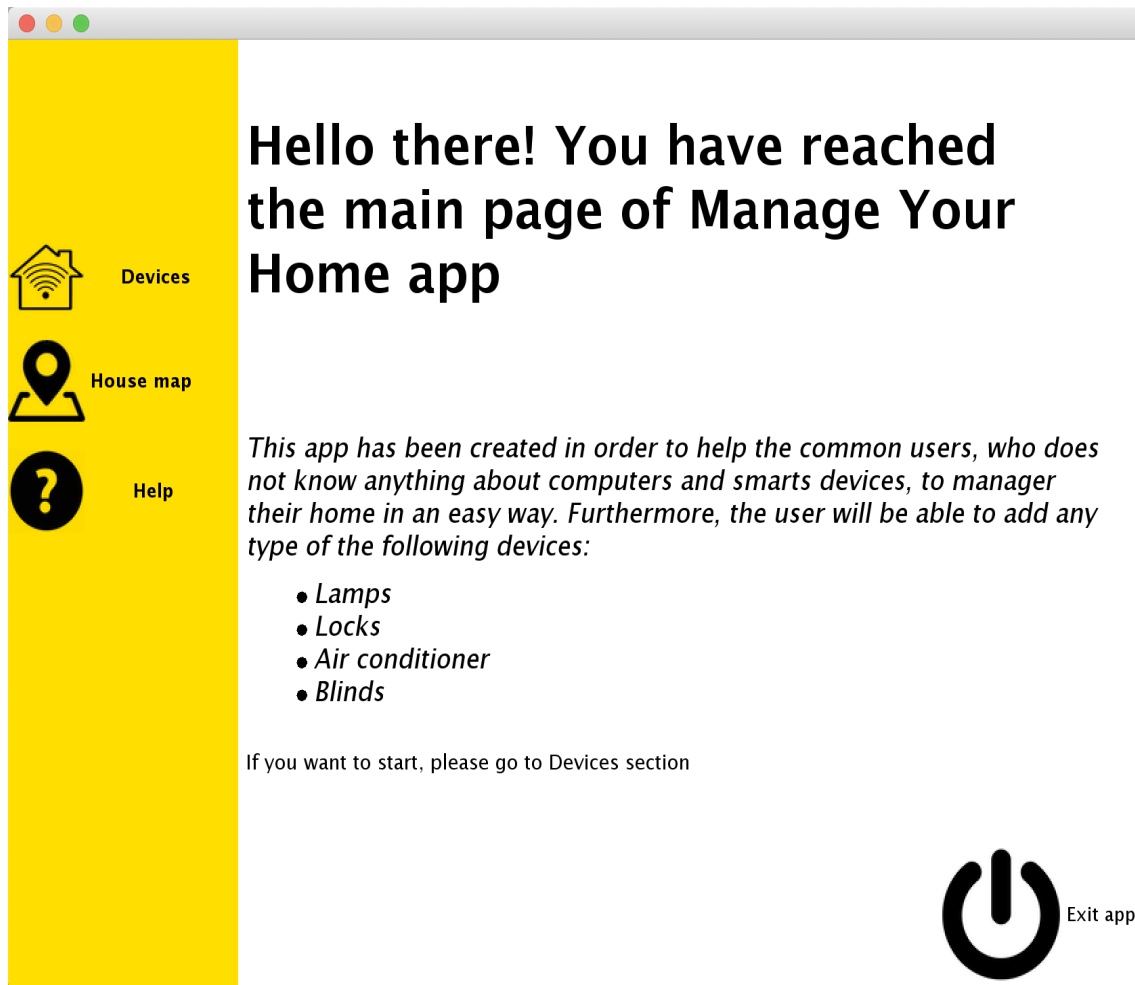 Devices
House map
Help
Hello there! You have reached
the main page of Manage Your
Home app
This app has been created in order to help the common users, who does
not know anything about computers and smarts devices, to manager
their home in an easy way. Furthermore, the user will be able to add any
type of the following devices:
● Lamps
● Locks
● Air conditioner
● Blinds
If you want to start, please go to Devices section
Exit app